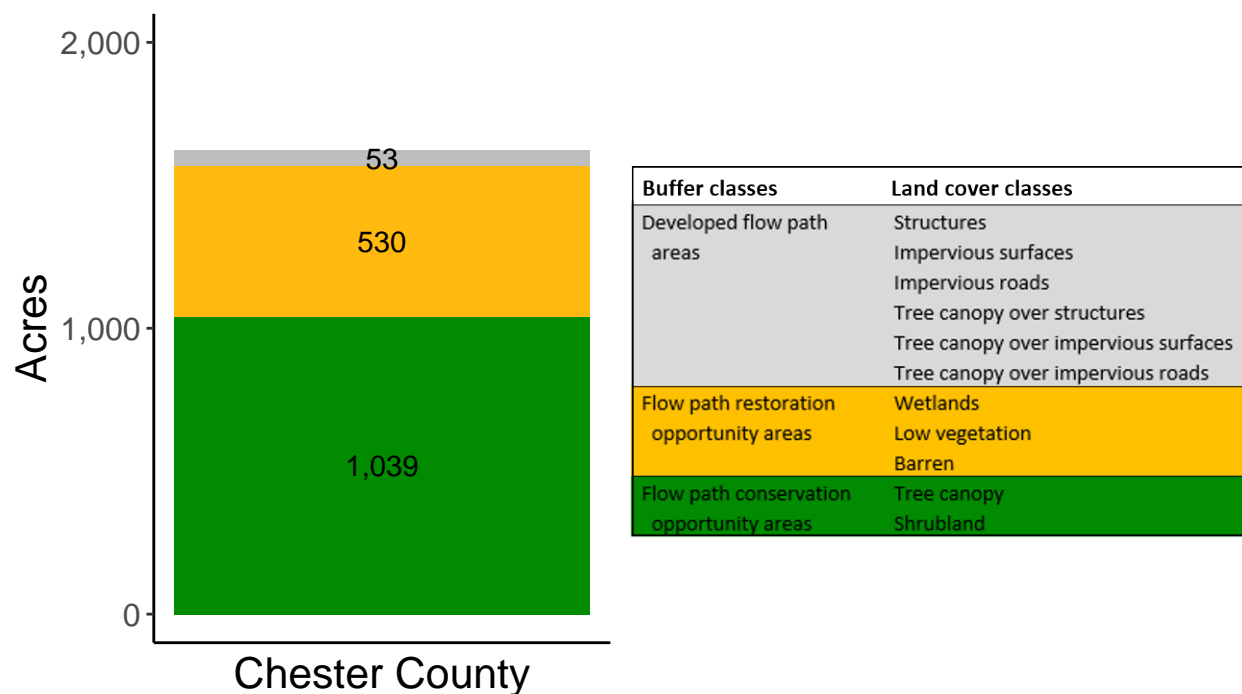 2,000
1,000
0
Acres
53
530
1,039
Chester County
Buffer classes Land cover classes
Developed flow path Structures
areas Impervious surfaces
Impervious roads
Tree canopy over structures
Tree canopy over impervious surfaces
Tree canopy over impervious roads
Flow path restoration Wetlands
opportunity areas Low vegetation
Barren
Flow path conservation Tree canopy
opportunity areas Shrubland